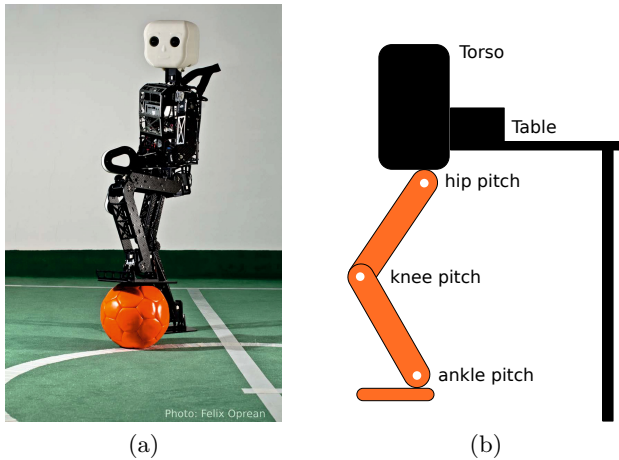 Torso
Table
hip pitch
knee pitch
ankle pitch
Photo: Felix Oprean
(a)
(b)